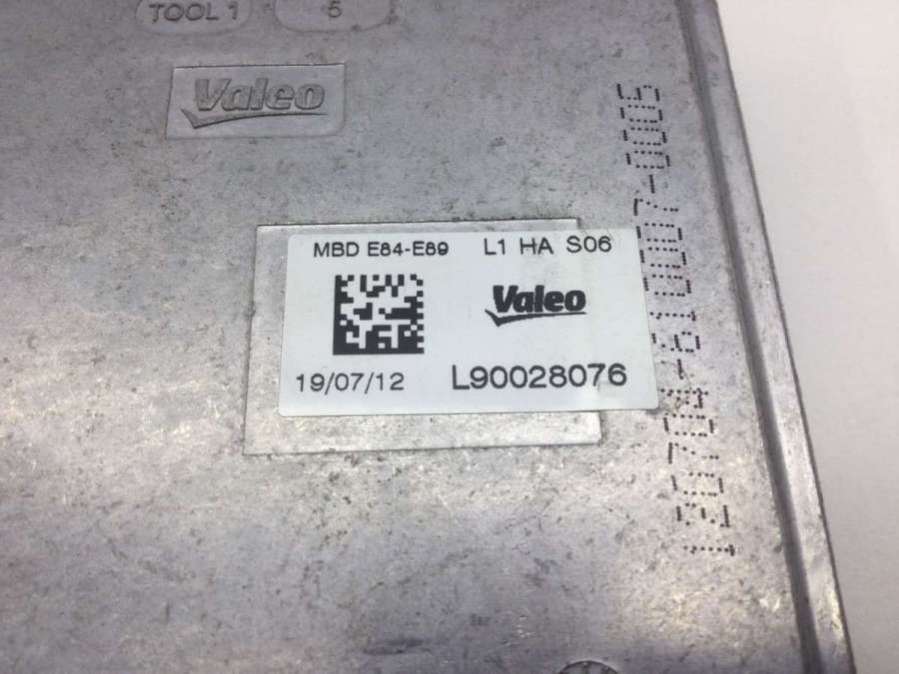 TOOL 1
5
Valeo
MBD E84-E89 L1 HA S06
Valeo
19/07/12 L90028076